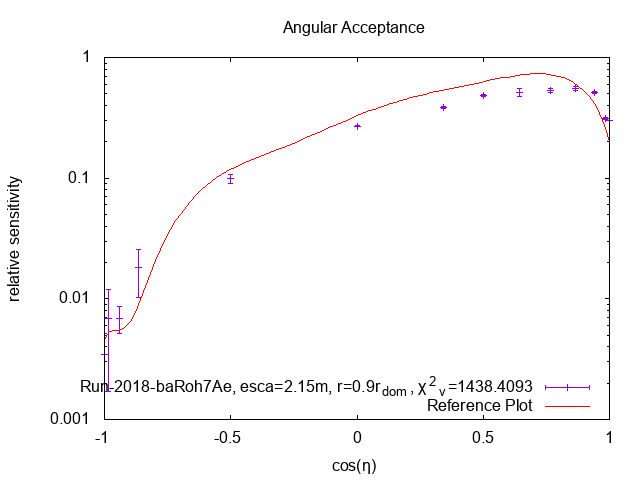 Angular Acceptance
relative sensitivity
1
0.1
0.01
0.001
Run-2018-baRoh7Ae, esca=2.15m, r=0.9r_dom, χ²_v=1438.4093
Reference Plot
-1 -0.5 0 0.5 1
cos(η)